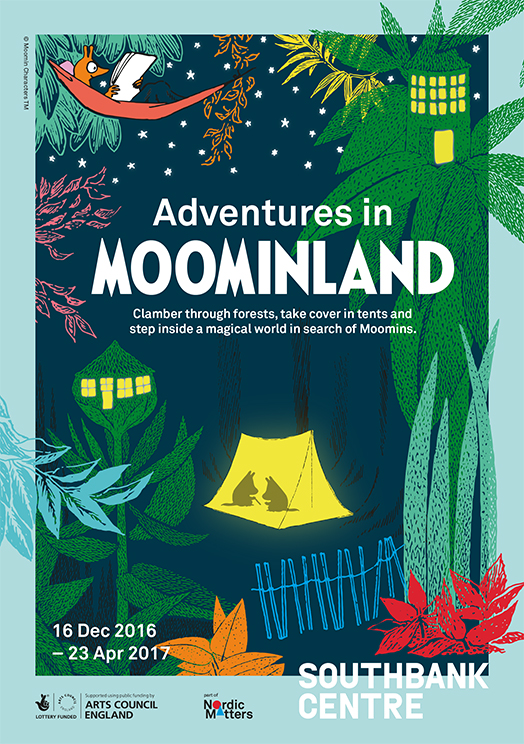 © Moomin Characters TM
Adventures in
MOOMINLAND
Clamber through forests, take cover in tents and
step inside a magical world in search of Moomins.
16 Dec 2016
– 23 Apr 2017
SOUTHBANK
CENTRE
LOTTERY FUNDED
Supported using public funding by
ARTS COUNCIL
ENGLAND
part of
Nordic
Matters